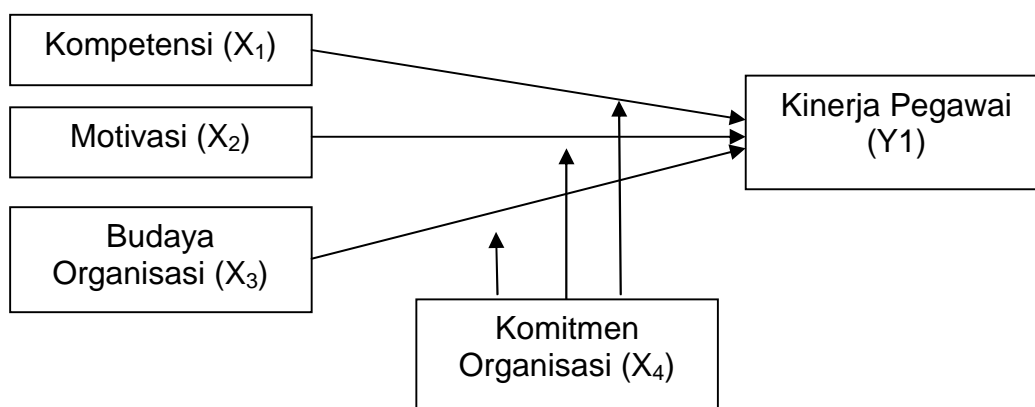 Kompetensi (X₁)
Motivasi (X₂)
Budaya
Organisasi (X₃)
Kinerja Pegawai
(Y1)
Komitmen
Organisasi (X₄)